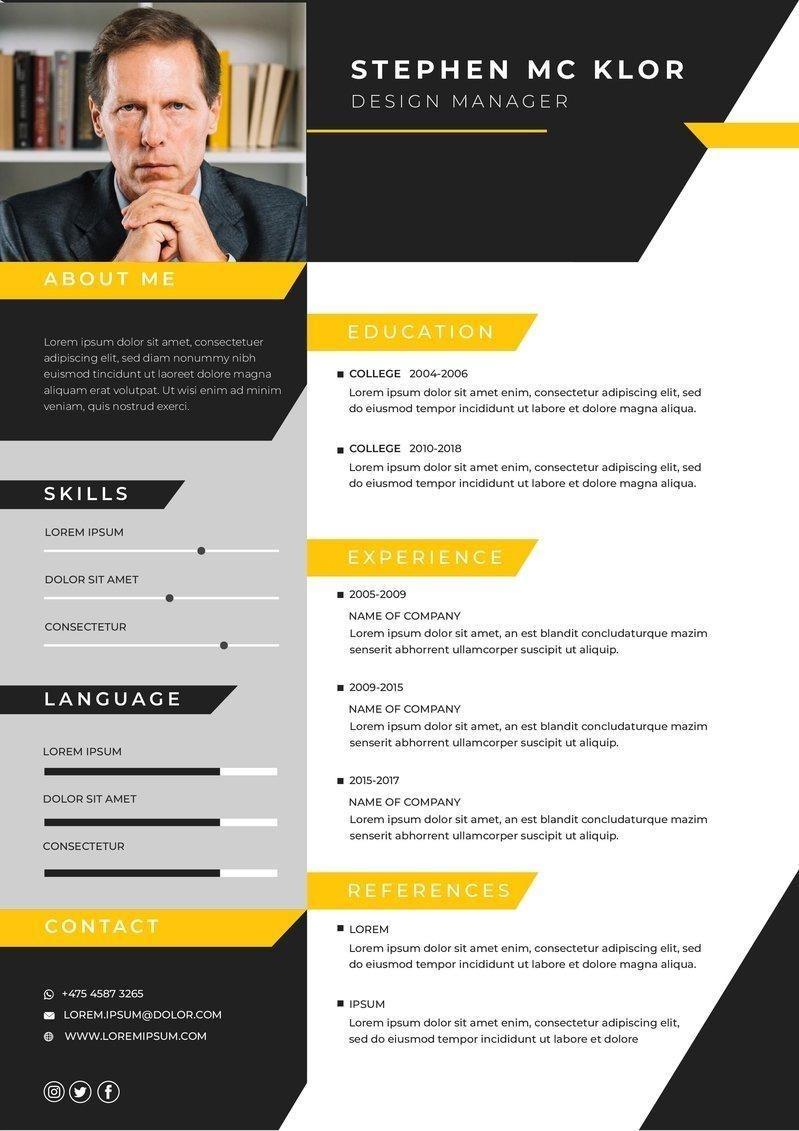 STEPHEN MC KLOR
DESIGN MANAGER
ABOUT ME
Lorem ipsum dolor sit amet, consectetuer
adipiscing elit, sed diam nonummy nibh
euismod tincidunt ut laoreet dolore magna
aliquam erat volutpat. Ut wisi enim ad minim
veniam, quis nostrud exerci.
SKILLS
LOREM IPSUM
DOLOR SIT AMET
CONSECTETUR
LANGUAGE
LOREM IPSUM
DOLOR SIT AMET
CONSECTETUR
CONTACT
+475 4587 3265
LOREM.IPSUM@DOLOR.COM
WWW.LOREMIPSUM.COM
EDUCATION
COLLEGE 2004-2006
Lorem ipsum dolor sit amet enim, consectetur adipiscing elit, sed
do eiusmod tempor incididunt ut labore et dolore magna aliqua.
COLLEGE 2010-2018
Lorem ipsum dolor sit amet enim, consectetur adipiscing elit, sed
do eiusmod tempor incididunt ut labore et dolore magna aliqua.
EXPERIENCE
2005-2009
NAME OF COMPANY
Lorem ipsum dolor sit amet, an est blandit concludaturque mazim
senserit abhorrent ullamcorper suscipit ut aliquip.
2009-2015
NAME OF COMPANY
Lorem ipsum dolor sit amet, an est blandit concludaturque mazim
senserit abhorrent ullamcorper suscipit ut aliquip.
2015-2017
NAME OF COMPANY
Lorem ipsum dolor sit amet, an est blandit concludaturque mazim
senserit abhorrent ullamcorper suscipit ut aliquip.
REFERENCES
LOREM
Lorem ipsum dolor sit amet enim, consectetur adipiscing elit, sed
do eiusmod tempor incididunt ut labore et dolore magna aliqua.
IPSUM
Lorem ipsum dolor sit amet enim, consectetur adipiscing elit,
sed do eiusmod tempor incididunt ut labore et dolore